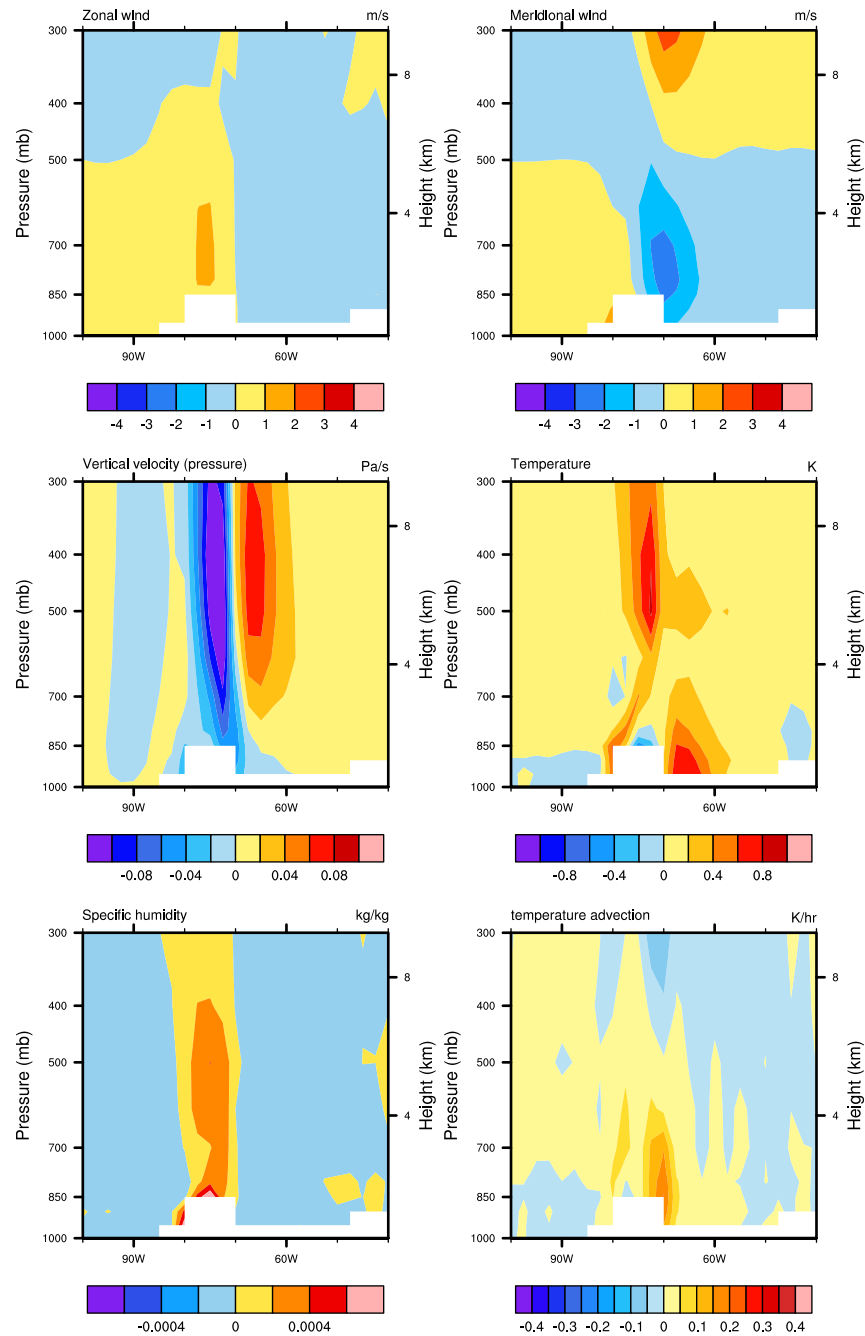 Zonal wind m/s
Pressure (mb)
300
400
500
700
850
1000
8
4
Height (km)
90W 60W
-4 -3 -2 -1 0 1 2 3 4
Meridional wind m/s
Pressure (mb)
300
400
500
700
850
1000
8
4
Height (km)
90W 60W
-4 -3 -2 -1 0 1 2 3 4
Vertical velocity (pressure) Pa/s
Pressure (mb)
300
400
500
700
850
1000
8
4
Height (km)
90W 60W
-0.08 -0.04 0 0.04 0.08
Temperature K
Pressure (mb)
300
400
500
700
850
1000
8
4
Height (km)
90W 60W
-0.8 -0.4 0 0.4 0.8
Specific humidity kg/kg
Pressure (mb)
300
400
500
700
850
1000
8
4
Height (km)
90W 60W
-0.0004 0 0.0004
temperature advection K/hr
Pressure (mb)
300
400
500
700
850
1000
8
4
Height (km)
90W 60W
-0.4 -0.3 -0.2 -0.1 0 0.1 0.2 0.3 0.4